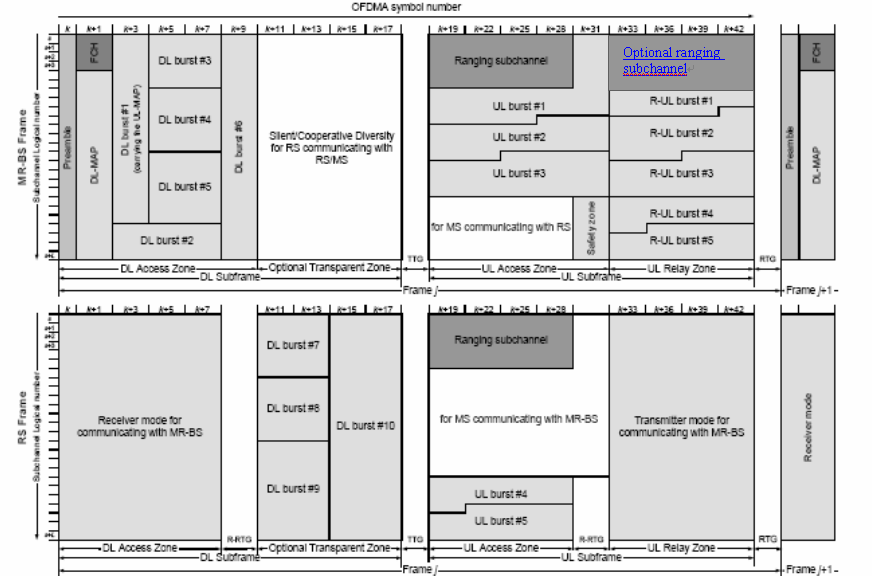 OFDMA symbol number
k k+1 k+3 k+5 k+7 k+9 k+11 k+13 k+15 k+17 k+19 k+22 k+25 k+28 k+31 k+33 k+36 k+39 k+42
MR-BS Frame
Subchannel Logical number
Preamble
FCH
DL-MAP
DL burst #1
(carrying the UL-MAP)
DL burst #3
DL burst #4
DL burst #5
DL burst #2
DL burst #6
Silent/Cooperative Diversity
for RS communicating with
RS/MS
Ranging subchannel
UL burst #1
UL burst #2
UL burst #3
for MS communicating with RS
Safety zone
Optional ranging
subchannel
R-UL burst #1
R-UL burst #2
R-UL burst #3
R-UL burst #4
R-UL burst #5
Preamble
FCH
DL-MAP
DL Access Zone
Optional Transparent Zone
TTG
UL Access Zone
UL Relay Zone
RTG
DL Subframe
UL Subframe
Frame j
Frame j+1
k k+1 k+3 k+5 k+7 k+11 k+13 k+15 k+17 k+19 k+22 k+25 k+28 k+31 k+33 k+36 k+39 k+42
RS Frame
Subchannel Logical number
Receiver mode for
communicating with MR-BS
DL burst #7
DL burst #8
DL burst #9
DL burst #10
Ranging subchannel
for MS communicating with MR-BS
UL burst #4
UL burst #5
Transmitter mode for
communicating with MR-BS
Receiver mode
DL Access Zone
R-RTG
Optional Transparent Zone
TTG
UL Access Zone
R-RTG
UL Relay Zone
RTG
DL Subframe
UL Subframe
Frame j
Frame j+1